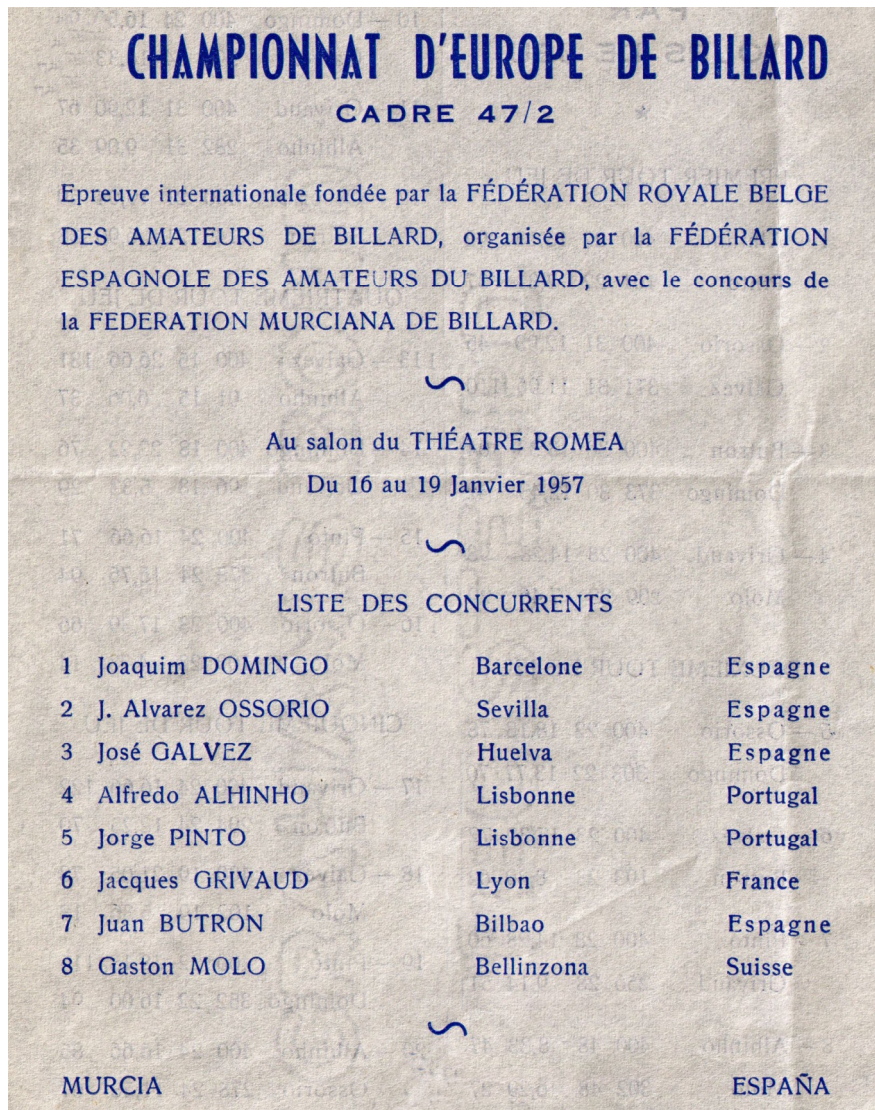 CHAMPIONNAT D'EUROPE DE BILLARD
CADRE 47/2
Epreuve internationale fondée par la FÉDÉRATION ROYALE BELGE
DES AMATEURS DE BILLARD, organisée par la FÉDÉRATION
ESPAGNOLE DES AMATEURS DU BILLARD, avec le concours de
la FEDERATION MURCIANA DE BILLARD.
Au salon du THÉATRE ROMEA
Du 16 au 19 Janvier 1957
LISTE DES CONCURRENTS
1 Joaquim DOMINGO Barcelone Espagne
2 J. Alvarez OSSORIO Sevilla Espagne
3 José GALVEZ Huelva Espagne
4 Alfredo ALHINHO Lisbonne Portugal
5 Jorge PINTO Lisbonne Portugal
6 Jacques GRIVAUD Lyon France
7 Juan BUTRON Bilbao Espagne
8 Gaston MOLO Bellinzona Suisse
MURCIA ESPAÑA